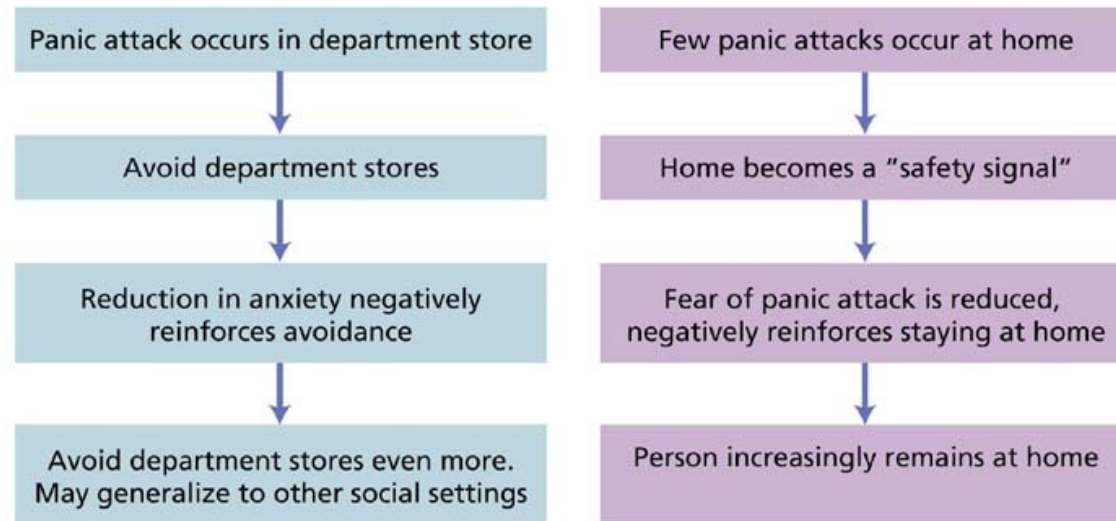 Panic attack occurs in department store
Avoid department stores
Reduction in anxiety negatively
reinforces avoidance
Avoid department stores even more.
May generalize to other social settings
Few panic attacks occur at home
Home becomes a “safety signal”
Fear of panic attack is reduced,
negatively reinforces staying at home
Person increasingly remains at home